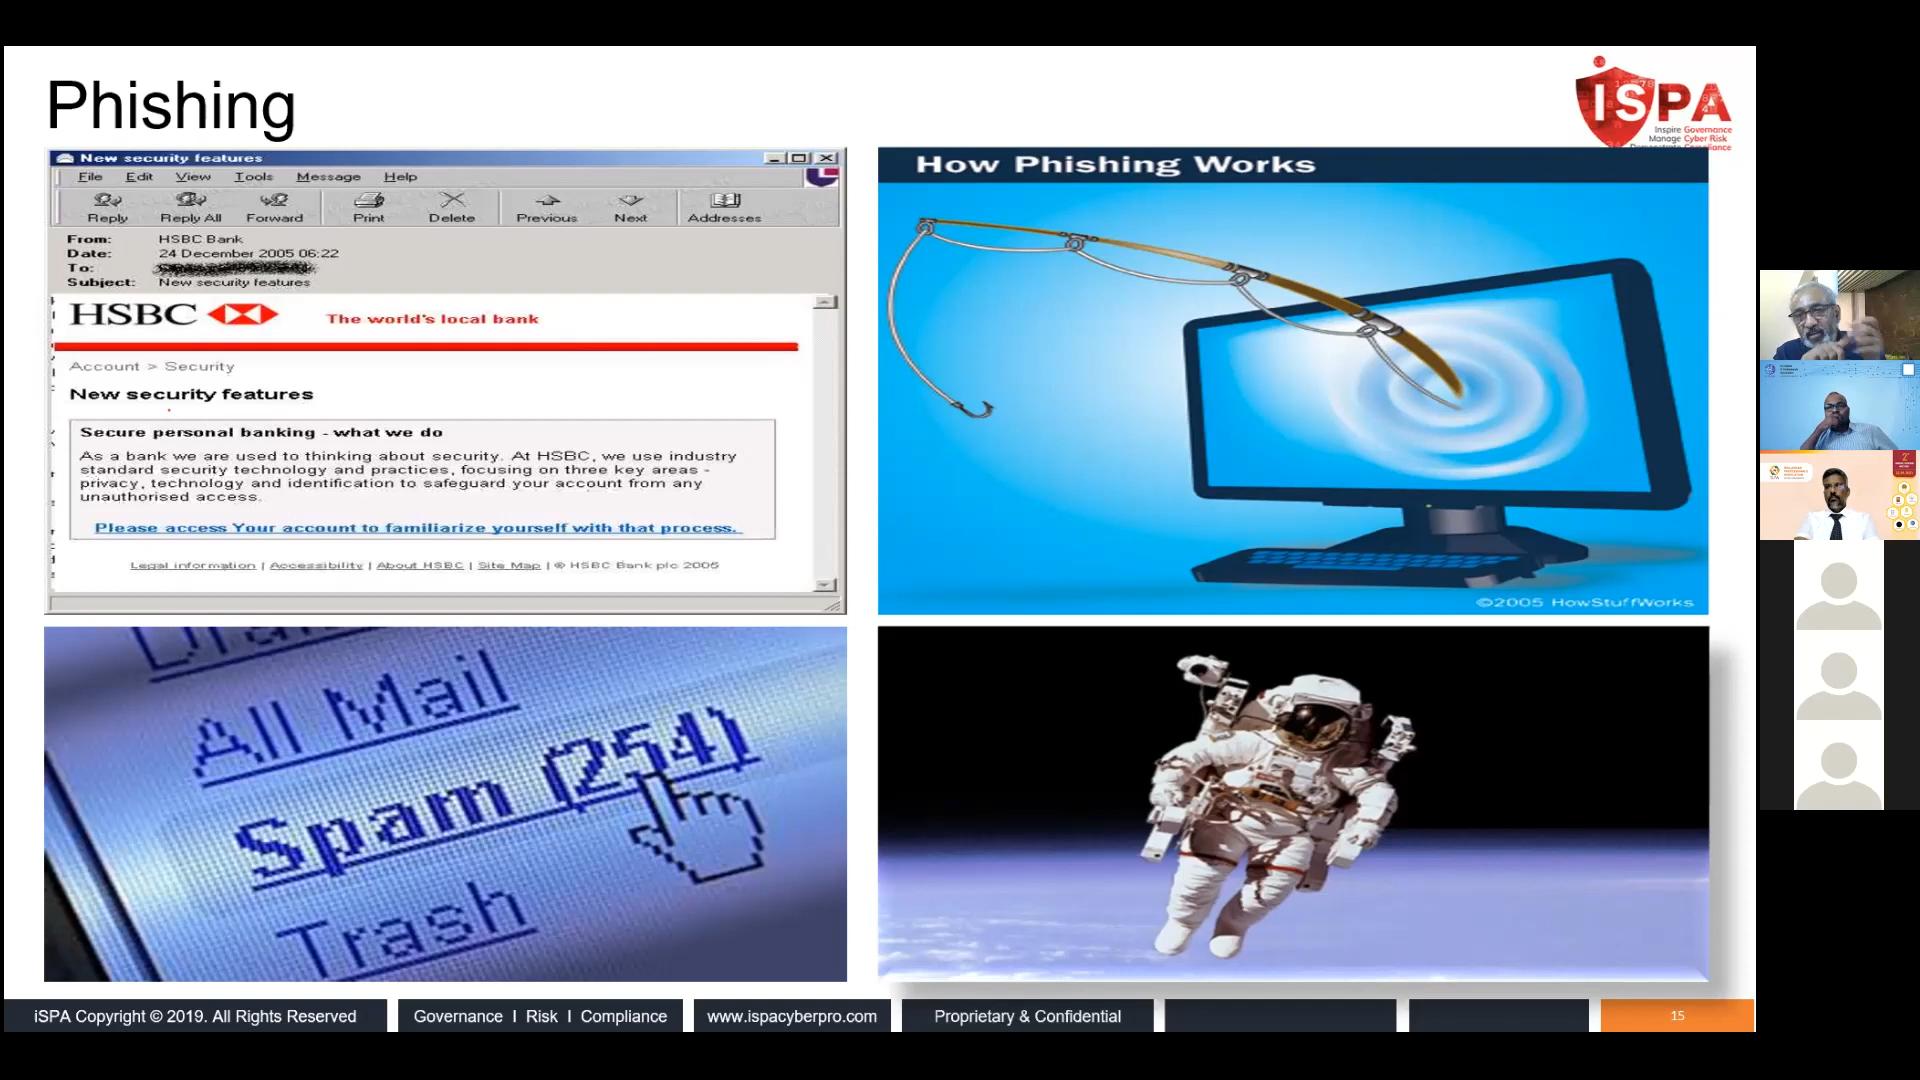 Phishing
iSPA
Inspire Governance
Manage Cyber Risk
New security features
File Edit View Tools Message Help
Reply Reply All Forward Print Delete Previous Next Addresses
From: HSBC Bank
Date: 24 December 2005 06:22
To:
Subject: New security features
HSBC The world's local bank
Account > Security
New security features
Secure personal banking - what we do
As a bank we are used to thinking about security. At HSBC, we use industry
standard security technology and practices, focusing on three key areas -
privacy, technology and identification to safeguard your account from any
unauthorised access.
Please access Your account to familiarize yourself with that process.
Legal information | Accessibility | About HSBC | Site Map | © HSBC Bank plc 2005
How Phishing Works
©2005 HowStuffWorks
All Mail
Spam (254)
Trash
iSPA Copyright © 2019. All Rights Reserved
Governance I Risk I Compliance
www.ispacyberpro.com
Proprietary & Confidential
15